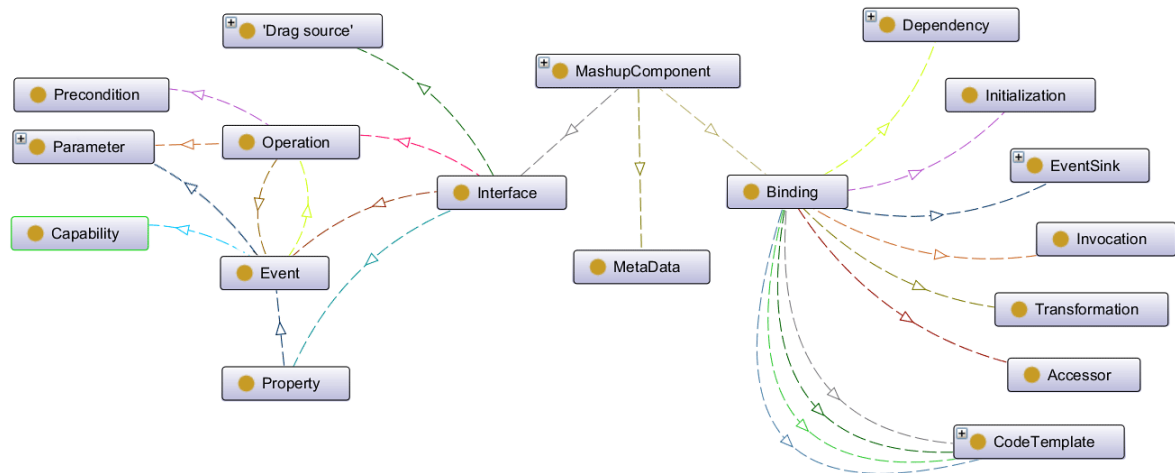 'Drag source'
Dependency
MashupComponent
Precondition
Initialization
Parameter
Operation
EventSink
Interface
Binding
Capability
Invocation
Event
MetaData
Transformation
Property
Accessor
CodeTemplate